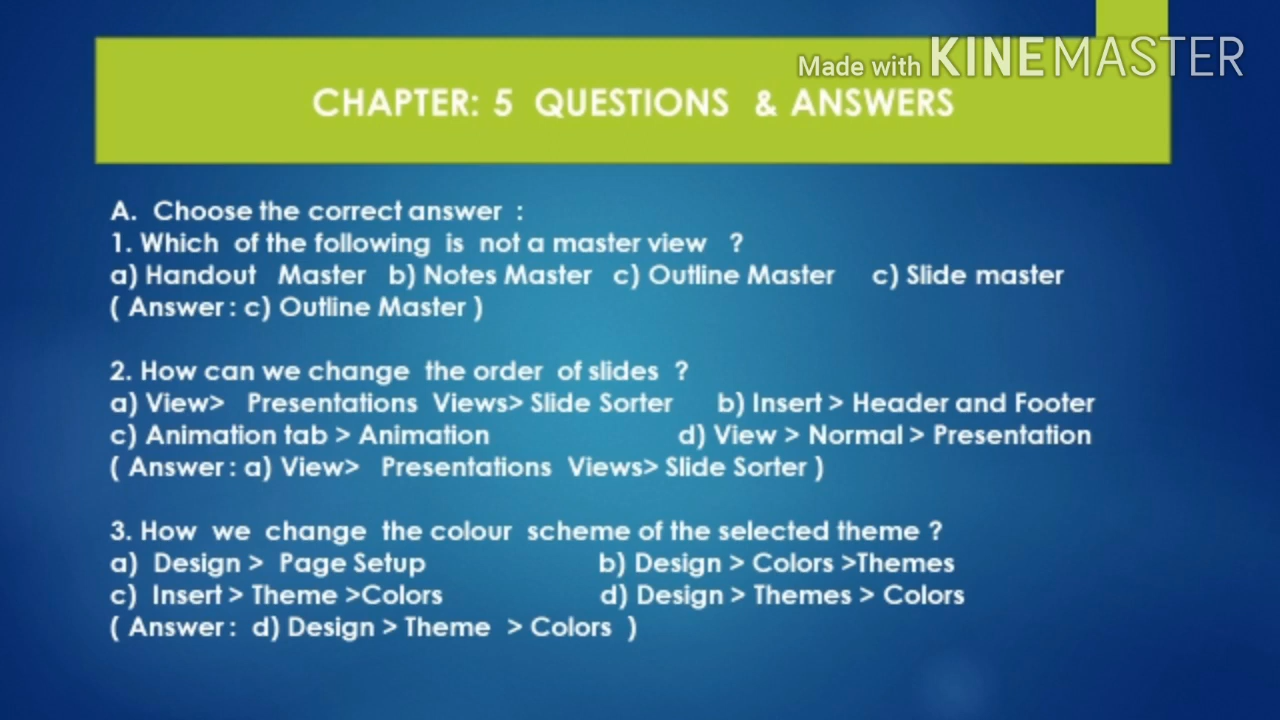 Made with KINEMASTER
CHAPTER: 5 QUESTIONS & ANSWERS
A. Choose the correct answer :
1. Which of the following is not a master view ?
a) Handout Master b) Notes Master c) Outline Master c) Slide master
( Answer : c) Outline Master )
2. How can we change the order of slides ?
a) View> Presentations Views> Slide Sorter b) Insert > Header and Footer
c) Animation tab > Animation d) View > Normal > Presentation
( Answer : a) View> Presentations Views> Slide Sorter )
3. How we change the colour scheme of the selected theme ?
a) Design > Page Setup b) Design > Colors >Themes
c) Insert > Theme >Colors d) Design > Themes > Colors
( Answer : d) Design > Theme > Colors )